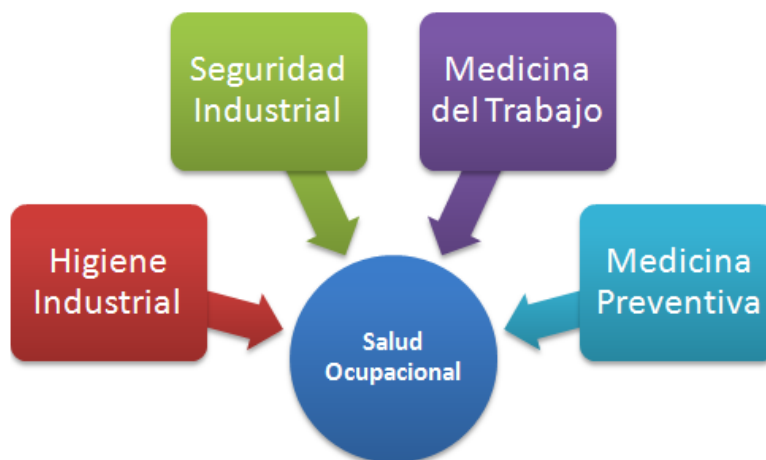 Seguridad
Industrial
Medicina
del Trabajo
Higiene
Industrial
Medicina
Preventiva
Salud
Ocupacional